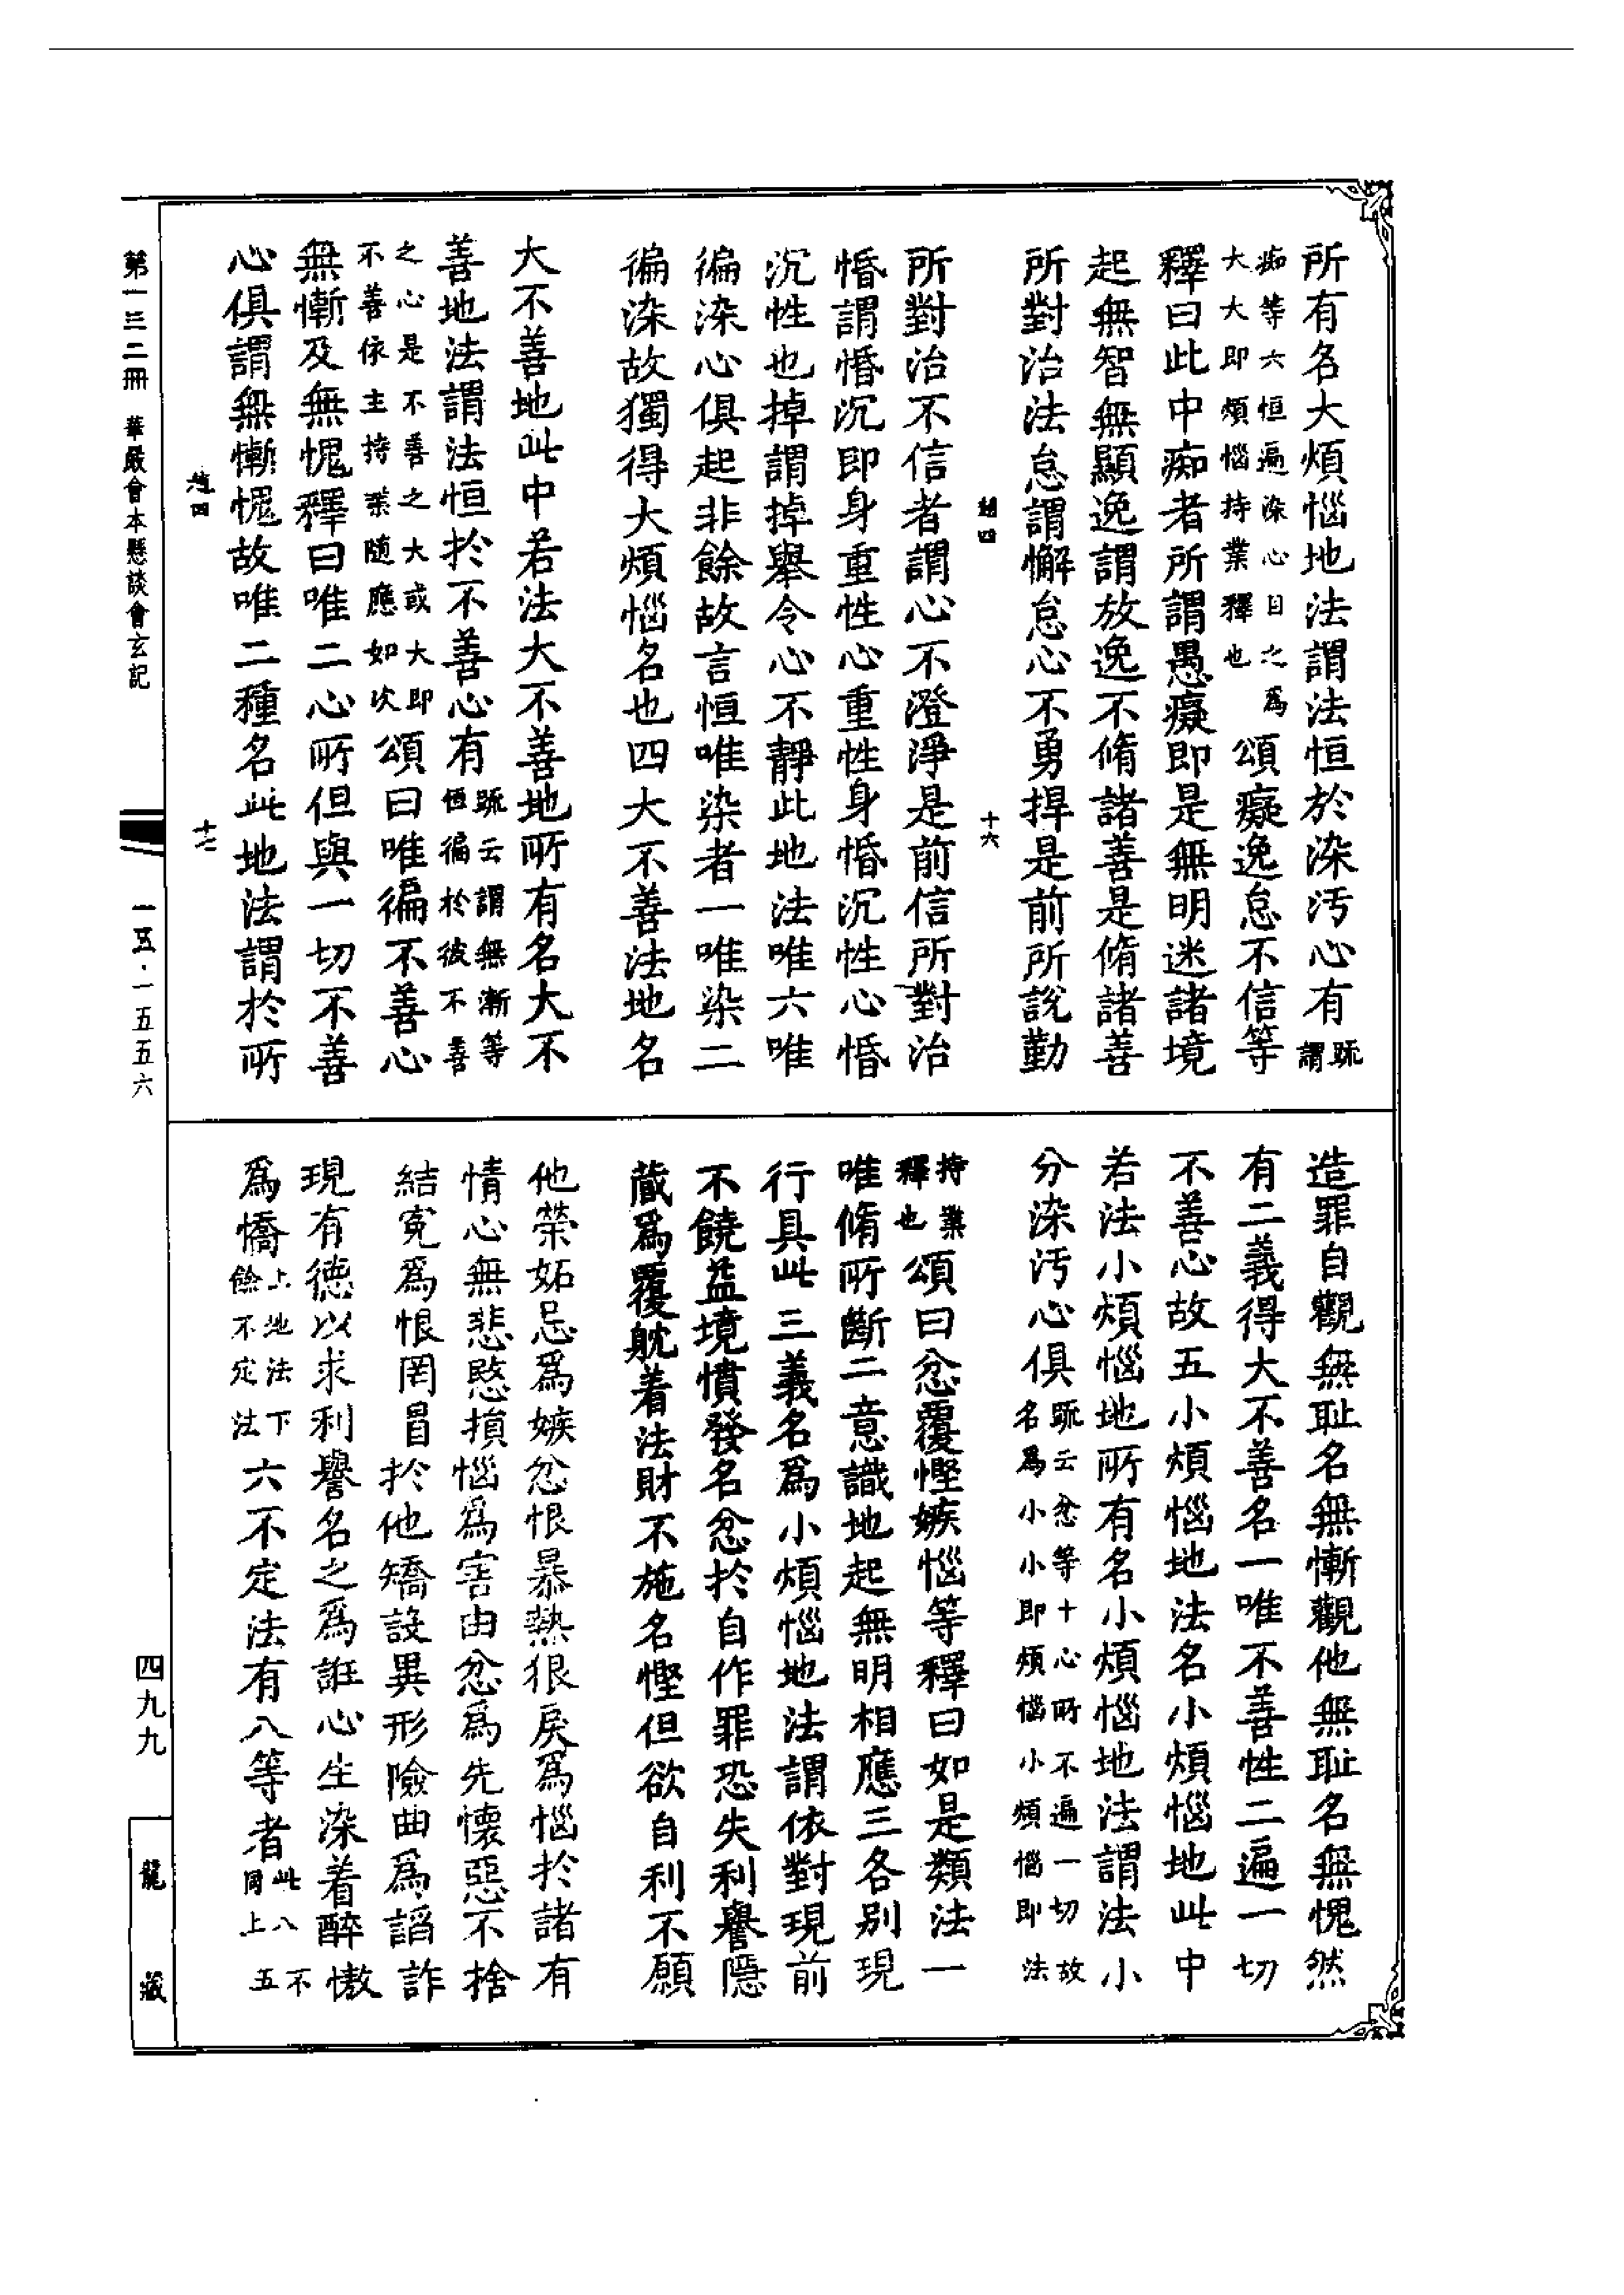 所有名大煩惱地法謂法恒於染汚心有䟽謂
痴等六恒遍染心目之爲大大即煩惱持業釋也頌曰癡逸怠不信等
釋曰此中痴者所謂愚癡即是無明迷諸境
起無智無顯逸謂放逸不脩諸善是脩諸善
所對治法怠謂懈怠心不勇捍是前所說勤
趙四 十六
所對治不信者謂心不澄淨是前信所對治
惛謂惛沉即身重性心重性身惛沉性心惛
沉性也掉謂掉舉令心不靜此地法唯六唯
徧染心俱起非餘故言恒唯染者一唯染二
徧染故獨得大煩惱名也四大不善法地名
大不善地此中若法大不善地所有名大不
善地法謂法恒於不善心有䟽云謂無漸等恒徧於彼不善
之心是不善之大或大即不善依主持業随應如次頌曰唯徧不善心
無慚及無愧釋曰唯二心所但與一切不善
心俱謂無慚愧故唯二種名此地法謂於所
趙四 十七
造罪自觀無耻名無慚觀他無耻名無愧然
有二義得大不善名一唯不善性二遍一切
不善心故五小煩惱地法名小煩惱地此中
若法小煩惱地所有名小煩惱地法謂法小
分染汚心俱䟽云忿等十心所不遍一切故名爲小小即煩惱小煩惱即法
持業釋也頌曰忿覆慳嫉惱等釋曰如是類法一
唯脩所斷二意識地起無明相應三各別現
行具此三義名爲小煩惱地法謂依對現前
不饒益境憤發名忿於自作罪恐失利譽隱
藏爲覆躭着法財不施名慳但欲自利不願
他榮妬忌爲嫉忿恨暴熱狠戾爲惱於諸有
情心無悲愍損惱爲害由忿爲先懷惡不捨
結寃爲恨罔冒於他矯設異形險曲爲諂詐
現有德以求利譽名之爲誑心生染着醉慠
爲憍上地法下餘不定法六不定法有八等者此八不同上五
第一三二冊 華嚴會本懸談會玄記
一五·一五五六
四九九
龍藏